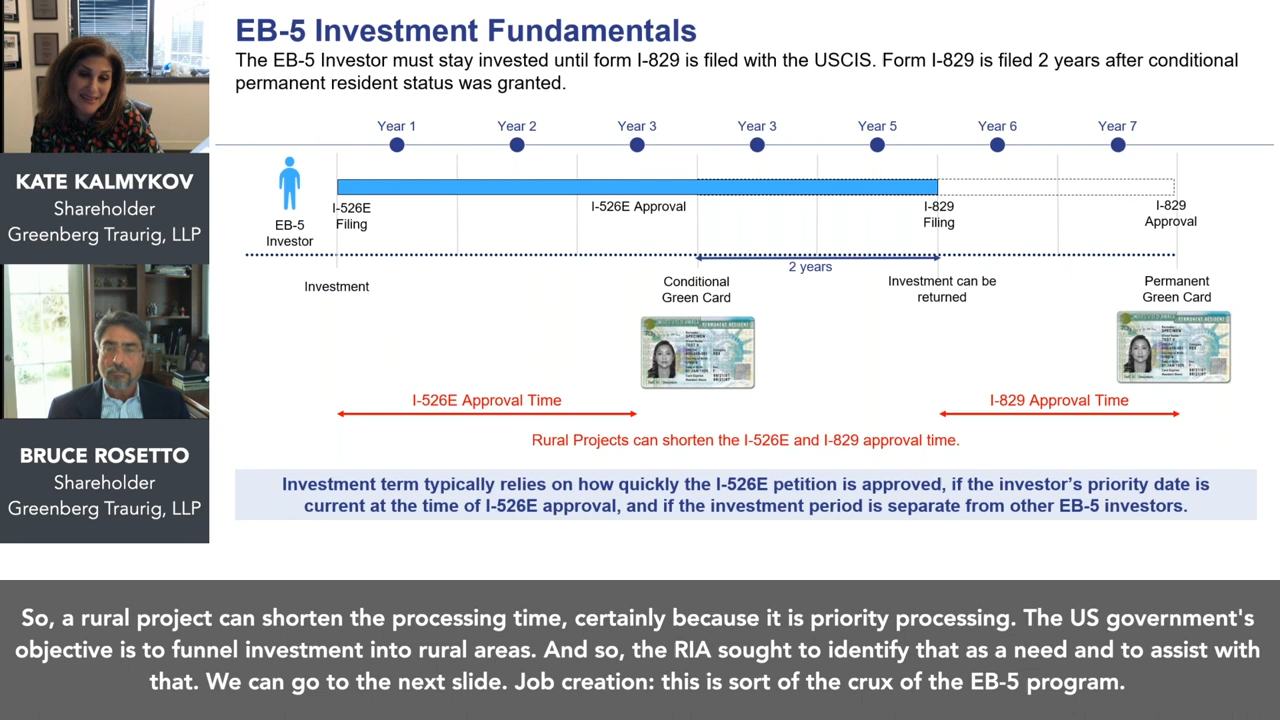 EB-5 Investment Fundamentals
The EB-5 Investor must stay invested until form I-829 is filed with the USCIS. Form I-829 is filed 2 years after conditional
permanent resident status was granted.
Year 1
Year 2
Year 3
Year 3
Year 5
Year 6
Year 7
KATE KALMYKOV
Shareholder
Greenberg Traurig, LLP
EB-5
Investor
I-526E
Filing
I-526E Approval
I-829
Filing
I-829
Approval
2 years
Investment
Conditional
Green Card
Investment can be
returned
Permanent
Green Card
I-526E Approval Time
I-829 Approval Time
Rural Projects can shorten the I-526E and I-829 approval time.
BRUCE ROSETTO
Shareholder
Greenberg Traurig, LLP
Investment term typically relies on how quickly the I-526E petition is approved, if the investor's priority date is
current at the time of I-526E approval, and if the investment period is separate from other EB-5 investors.
So, a rural project can shorten the processing time, certainly because it is priority processing. The US government's
objective is to funnel investment into rural areas. And so, the RIA sought to identify that as a need and to assist with
that. We can go to the next slide. Job creation: this is sort of the crux of the EB-5 program.